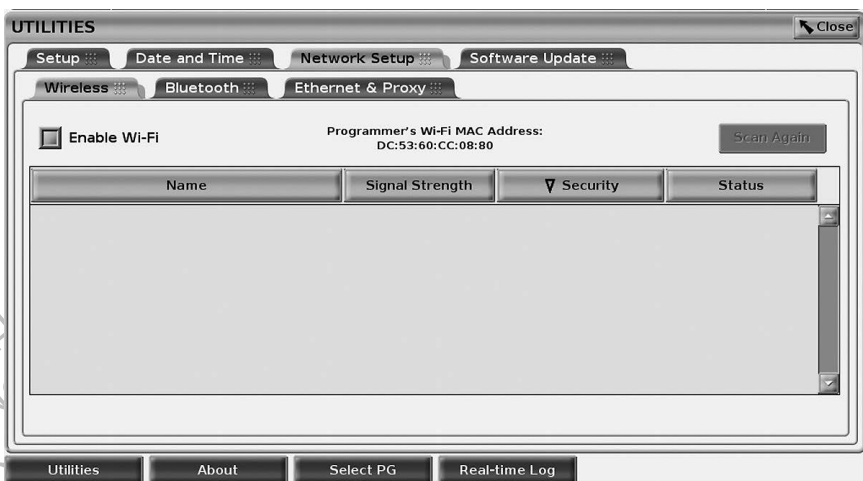 UTILITIES
Close
Setup
Date and Time
Network Setup
Software Update
Wireless
Bluetooth
Ethernet & Proxy
Enable Wi-Fi
Programmer's Wi-Fi MAC Address:
DC:53:60:CC:08:80
Scan Again
Name
Signal Strength
Security
Status
Utilities
About
Select PG
Real-time Log